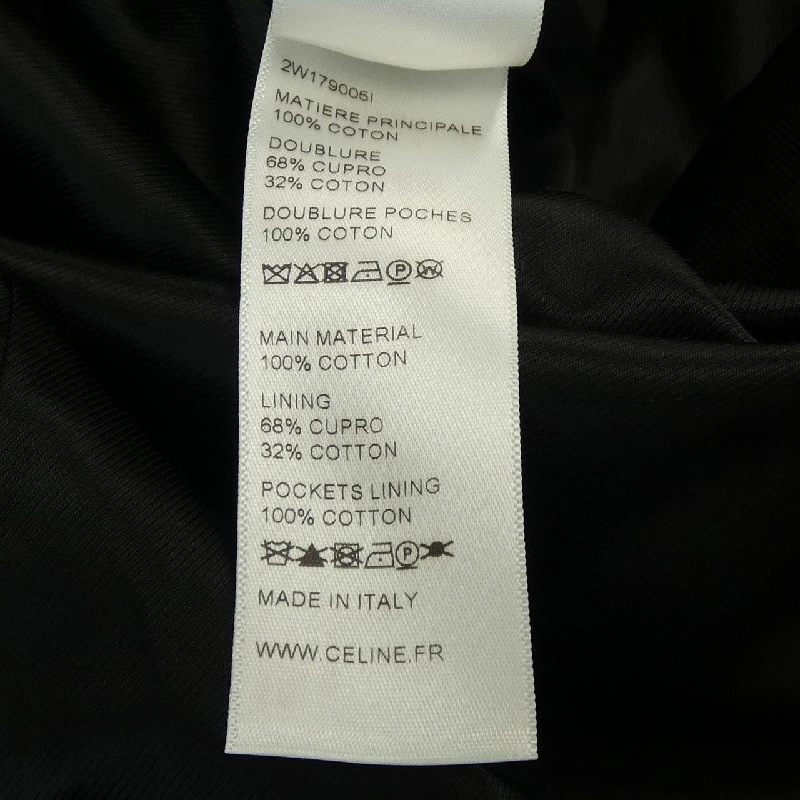 2W179005I
MATIERE PRINCIPALE
100% COTON
DOUBLURE
68% CUPRO
32% COTON
DOUBLURE POCHES
100% COTON
MAIN MATERIAL
100% COTTON
LINING
68% CUPRO
32% COTTON
POCKETS LINING
100% COTTON
MADE IN ITALY
WWW.CELINE.FR